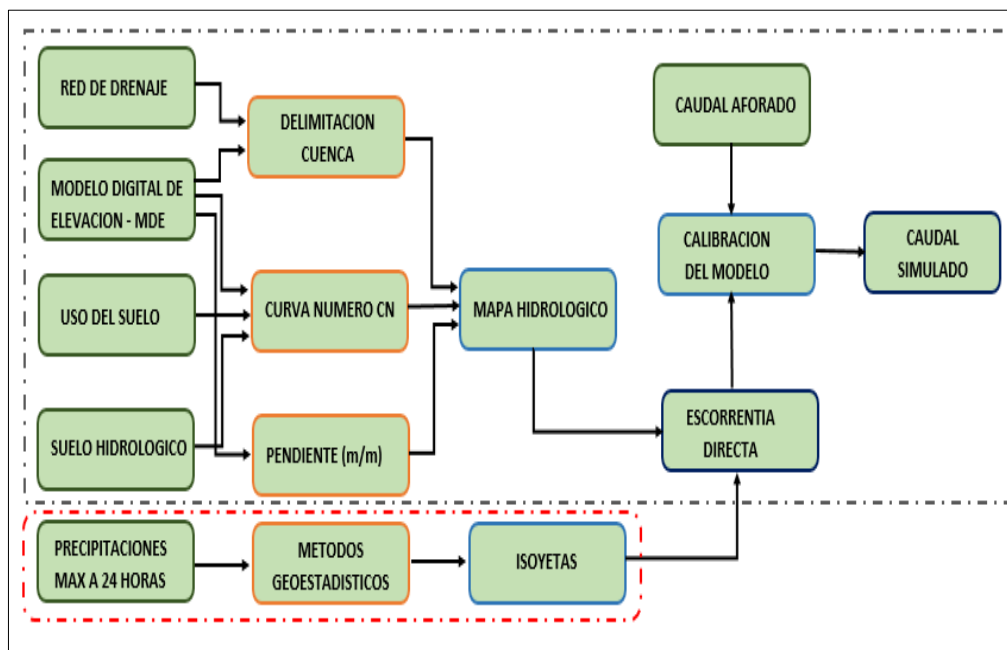 RED DE DRENAJE
DELIMITACION
CUENCA
CAUDAL AFORADO
MODELO DIGITAL DE
ELEVACION - MDE
CALIBRACION
DEL MODELO
CAUDAL
SIMULADO
USO DEL SUELO
CURVA NUMERO CN
MAPA HIDROLOGICO
SUELO HIDROLOGICO
PENDIENTE (m/m)
ESCORRENTIA
DIRECTA
PRECIPITACIONES
MAX A 24 HORAS
METODOS
GEOESTADISTICOS
ISOYETAS